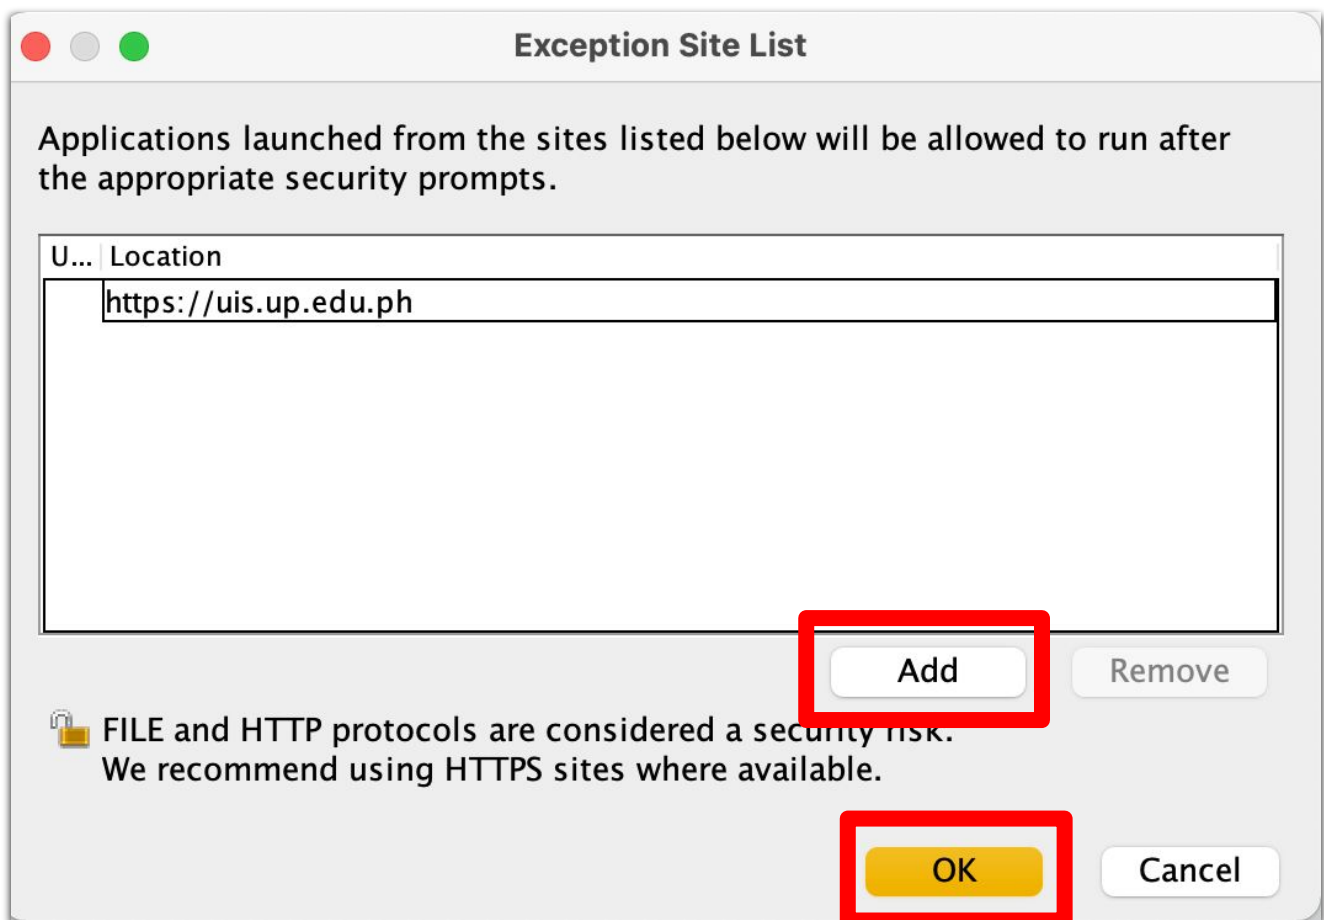 Exception Site List
Applications launched from the sites listed below will be allowed to run after
the appropriate security prompts.
U... Location
https://uis.up.edu.ph
Add Remove
FILE and HTTP protocols are considered a security risk.
We recommend using HTTPS sites where available.
OK Cancel